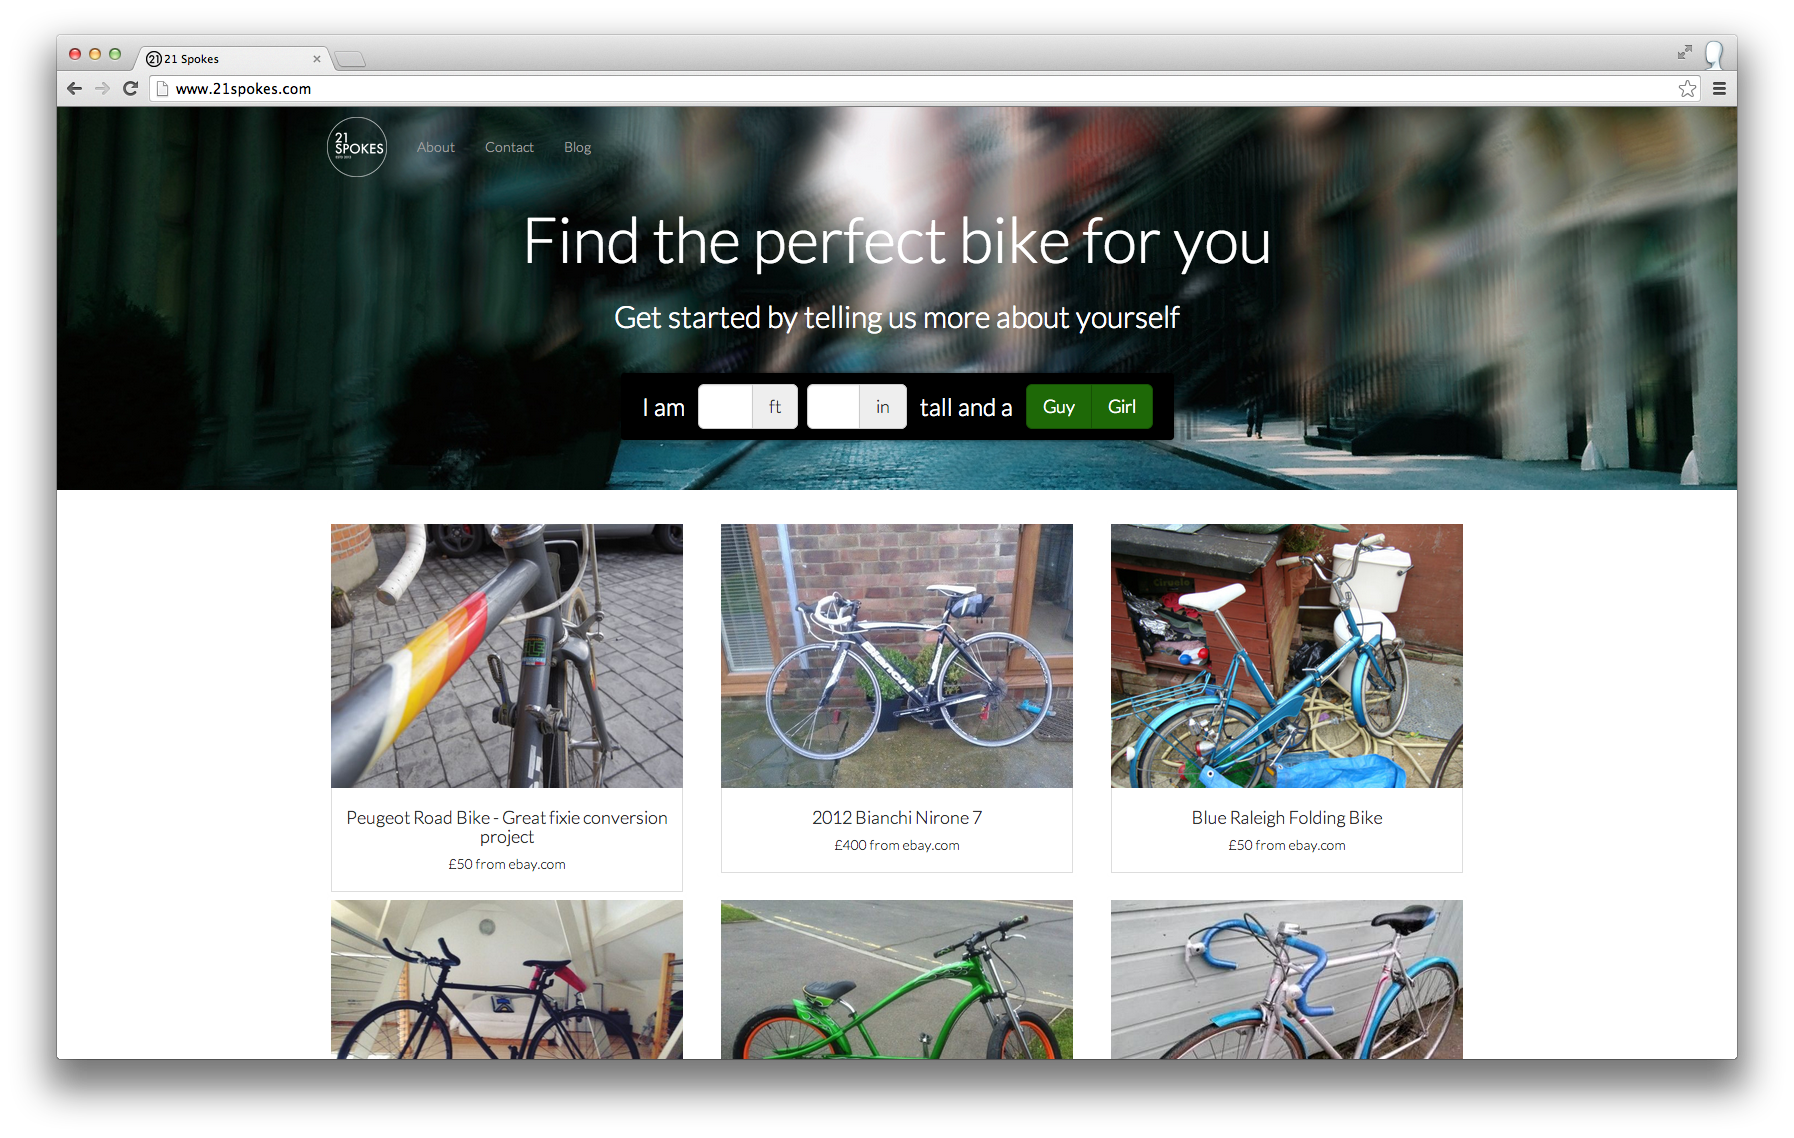 21 Spokes
www.21spokes.com
21
SPOKES
About
Contact
Blog
Find the perfect bike for you
Get started by telling us more about yourself
I am ft in tall and a Guy Girl
Bianchi
Peugeot Road Bike - Great fixie conversion
project
£50 from ebay.com
2012 Bianchi Nirone 7
£400 from ebay.com
Blue Raleigh Folding Bike
£50 from ebay.com